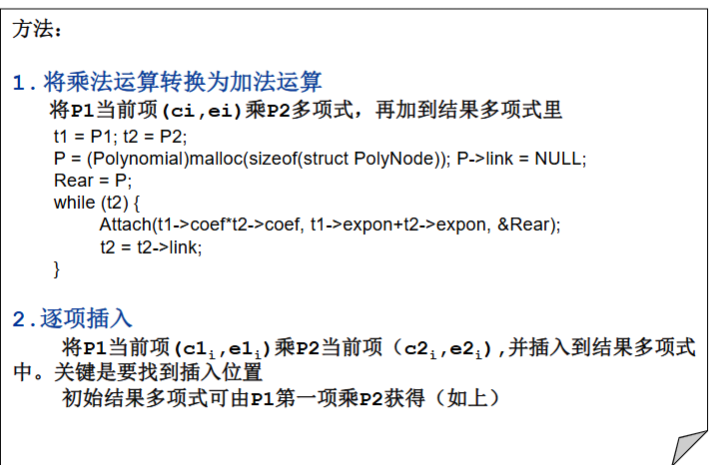 方法：
1.将乘法运算转换为加法运算
将P1当前项(ci,ei)乘P2多项式，再加到结果多项式里
t1 = P1; t2 = P2;
P = (Polynomial)malloc(sizeof(struct PolyNode)); P->link = NULL;
Rear = P;
while (t2) {
Attach(t1->coef*t2->coef, t1->expon+t2->expon, &Rear);
t2 = t2->link;
}
2.逐项插入
将P1当前项(c1i,e1i)乘P2当前项（c2i,e2i),并插入到结果多项式
中。关键是要找到插入位置
初始结果多项式可由P1第一项乘P2获得（如上）